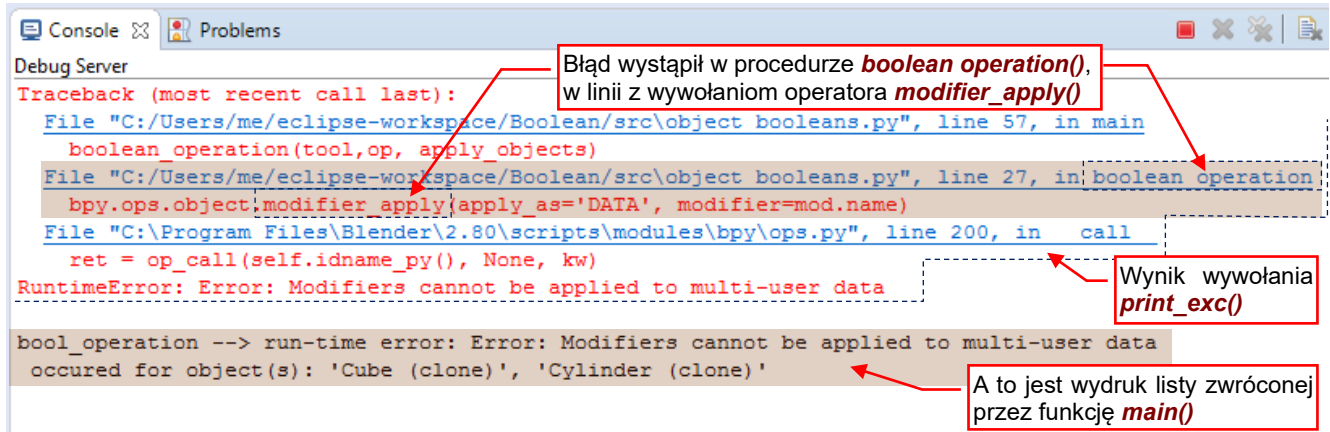 Console Problems
Debug Server
Błąd wystąpił w procedurze boolean operation(),
w linii z wywołaniom operatora modifier_apply()
Traceback (most recent call last):
File "C:/Users/me/eclipse-workspace/Boolean/src\object booleans.py", line 57, in main
boolean_operation(tool,op, apply_objects)
File "C:/Users/me/eclipse-workspace/Boolean/src\object booleans.py", line 27, in boolean operation
bpy.ops.object.modifier_apply(apply_as='DATA', modifier=mod.name)
File "C:\Program Files\Blender\2.80\scripts\modules\bpy\ops.py", line 200, in call
ret = op_call(self.idname_py(), None, kw)
RuntimeError: Error: Modifiers cannot be applied to multi-user data
Wynik wywołania
print_exc()
bool_operation --> run-time error: Error: Modifiers cannot be applied to multi-user data
occured for object(s): 'Cube (clone)', 'Cylinder (clone)'
A to jest wydruk listy zwróconej
przez funkcję main()